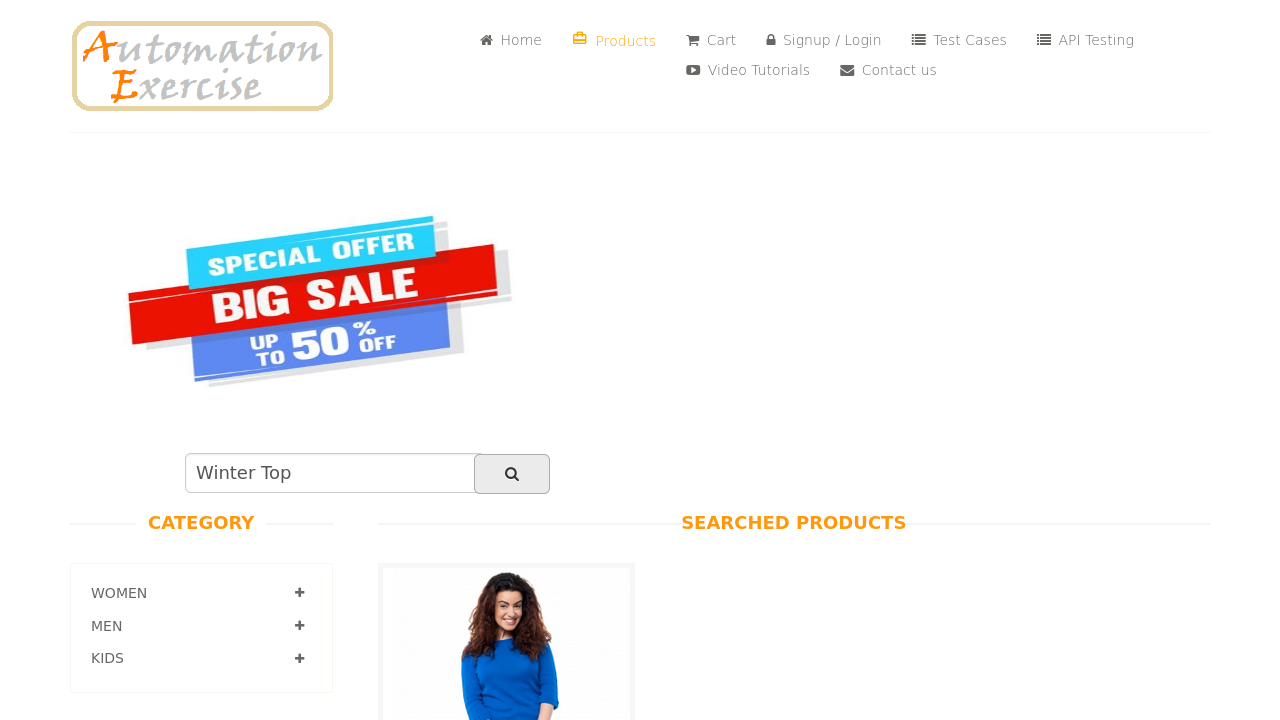 Automation
Exercise
Home
Products
Cart
Signup / Login
Test Cases
API Testing
Video Tutorials
Contact us
SPECIAL OFFER
BIG SALE
UP TO 50% OFF
Winter Top
CATEGORY
SEARCHED PRODUCTS
WOMEN
MEN
KIDS